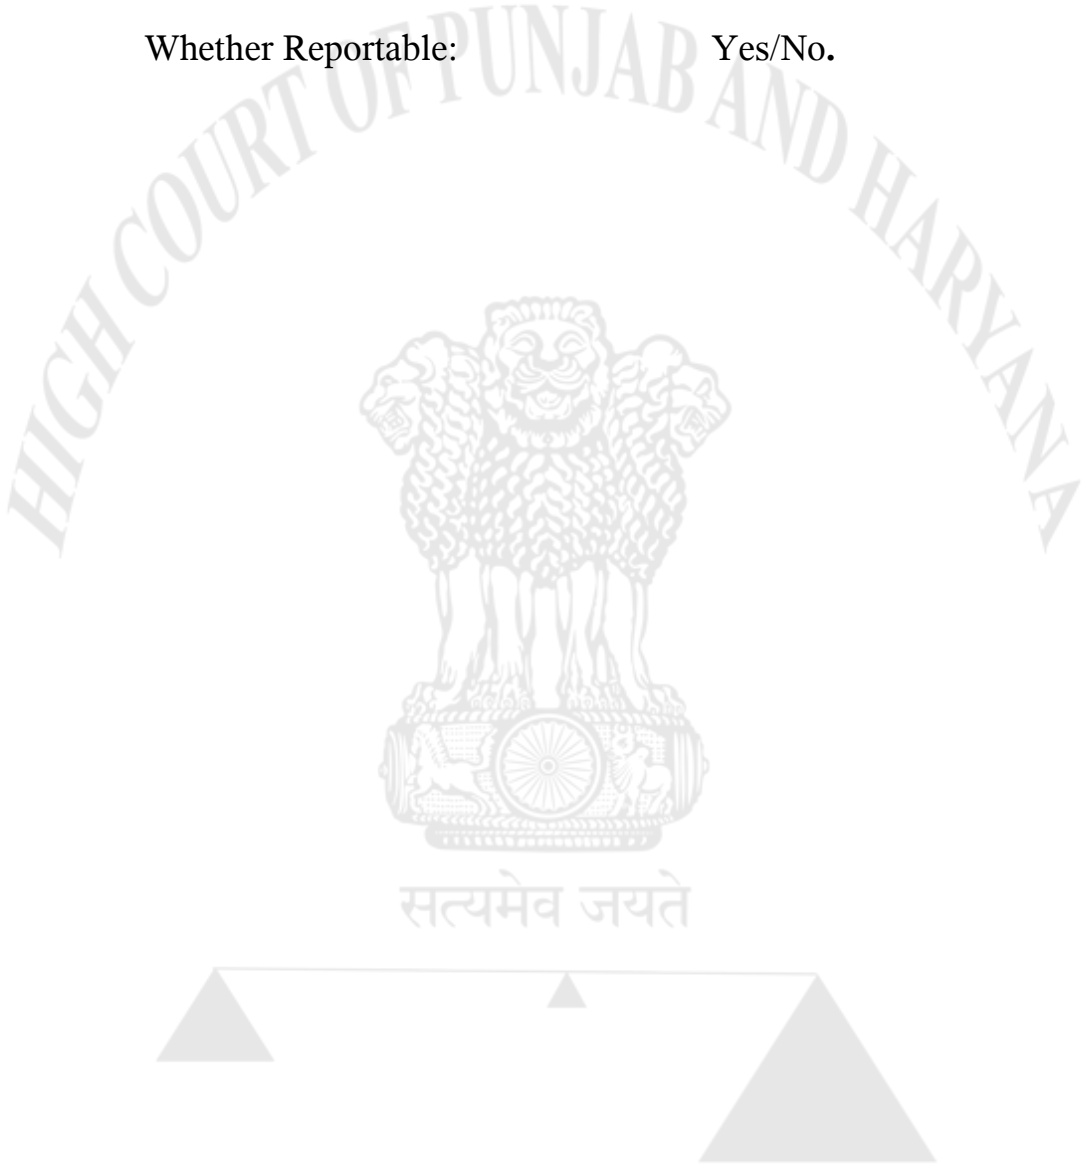 Whether Reportable: Yes/No.
HIGH COURT OF PUNJAB AND HARYANA
सत्यमेव जयते